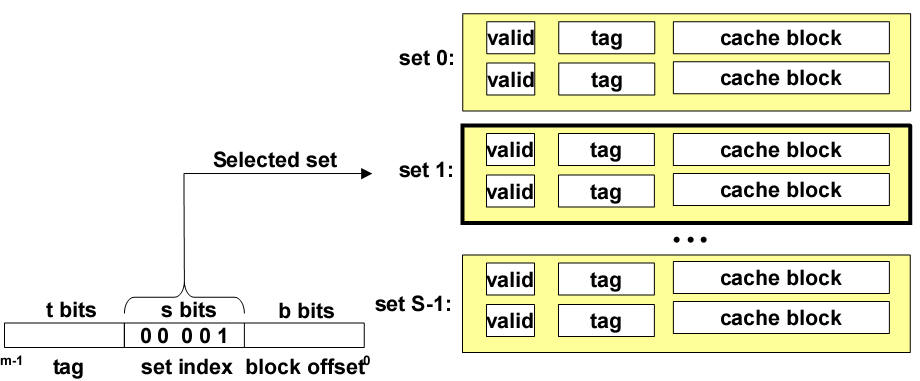 set 0:
valid tag cache block
valid tag cache block
Selected set
set 1:
valid tag cache block
valid tag cache block
• • •
set S-1:
valid tag cache block
valid tag cache block
t bits s bits b bits
0 0 0 0 1
m-1 tag set index block offset 0